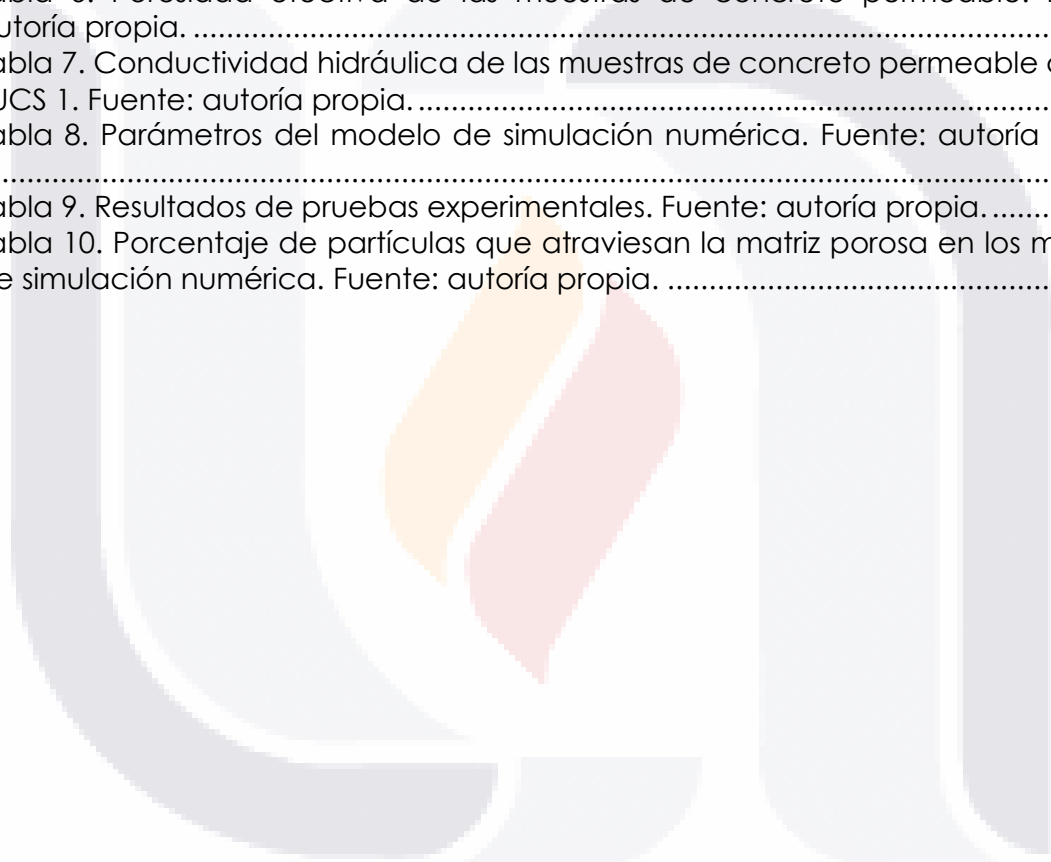 abla 6. Porosidad efectiva de las muestras de concreto permeable.
utoría propia. ................................................................
abla 7. Conductividad hidráulica de las muestras de concreto permeable
UCS 1. Fuente: autoría propia. ................................................................
abla 8. Parámetros del modelo de simulación numérica. Fuente: autoría
................................................................
abla 9. Resultados de pruebas experimentales. Fuente: autoría propia. .......
abla 10. Porcentaje de partículas que atraviesan la matriz porosa en los m
e simulación numérica. Fuente: autoría propia. ........................................